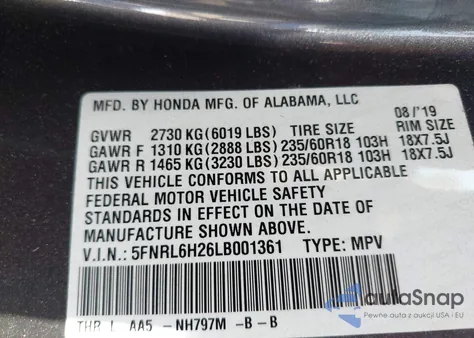 MFD. BY HONDA MFG. OF ALABAMA, LLC
08/'19
GVWR 2730 KG(6019 LBS) TIRE SIZE RIM SIZE
GAWR F 1310 KG(2888 LBS)235/60R18 103H 18X7.5J
GAWR R 1465 KG(3230 LBS)235/60R18 103H 18X7.5J
THIS VEHICLE CONFORMS TO ALL APPLICABLE
FEDERAL MOTOR VEHICLE SAFETY
STANDARDS IN EFFECT ON THE DATE OF
MANUFACTURE SHOWN ABOVE.
V.I.N.: 5FNRL6H26LB001361 TYPE: MPV
THR L AA5 -NH797M -B-B
autaSnap
Pewne auta z USA i EU